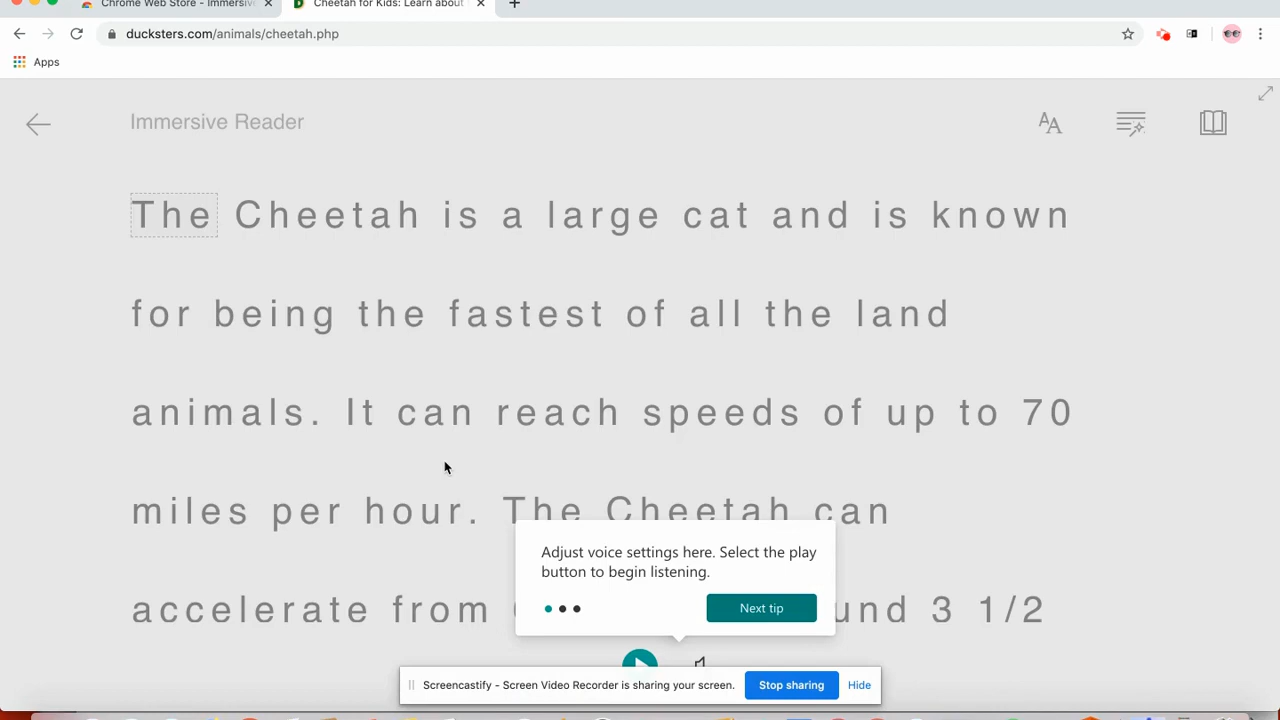 Chrome Web Store - Immersiv
Cheetah for Kids: Learn about
ducksters.com/animals/cheetah.php
Apps
Immersive Reader
The Cheetah is a large cat and is known
for being the fastest of all the land
animals. It can reach speeds of up to 70
miles per hour. The Cheetah can
accelerate from
und 3 1/2
Adjust voice settings here. Select the play
button to begin listening.
Next tip
Screencastify - Screen Video Recorder is sharing your screen.
Stop sharing
Hide